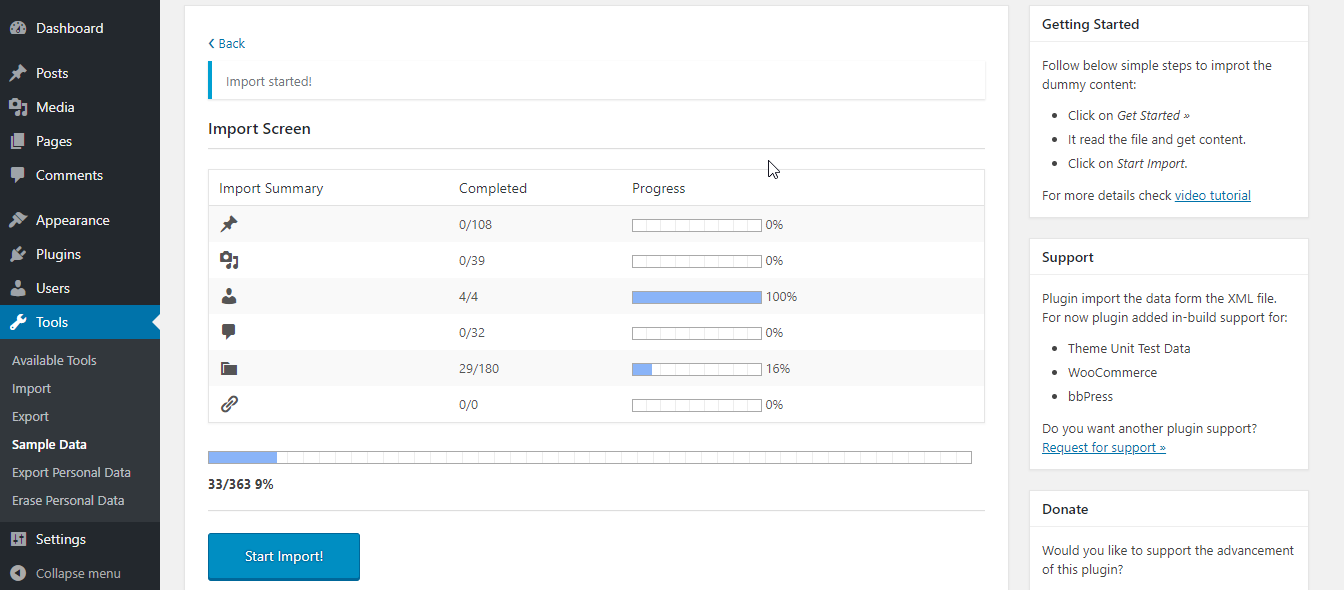 Dashboard
Posts
Media
Pages
Comments
Appearance
Plugins
Users
Tools
Available Tools
Import
Export
Sample Data
Export Personal Data
Erase Personal Data
Settings
Collapse menu
Back
Import started!
Import Screen
Import Summary Completed Progress
0/108 0%
0/39 0%
4/4 100%
0/32 0%
29/180 16%
0/0 0%
33/363 9%
Start Import!
Getting Started
Follow below simple steps to improt the
dummy content:
• Click on Get Started »
• It read the file and get content.
• Click on Start Import.
For more details check video tutorial
Support
Plugin import the data form the XML file.
For now plugin added in-build support for:
• Theme Unit Test Data
• WooCommerce
• bbPress
Do you want another plugin support?
Request for support »
Donate
Would you like to support the advancement
of this plugin?